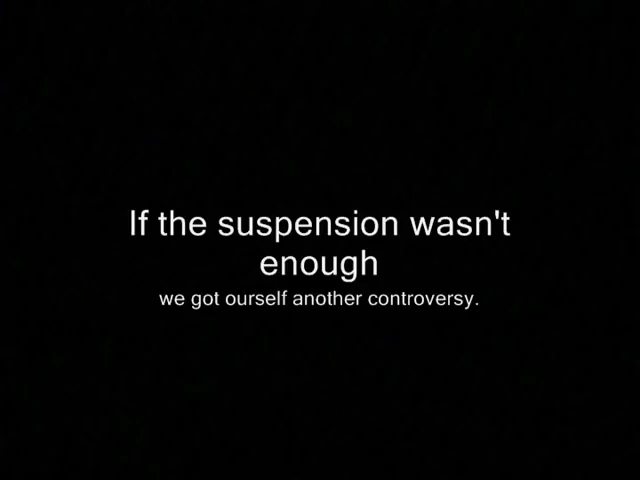 If the suspension wasn't
enough
we got ourself another controversy.